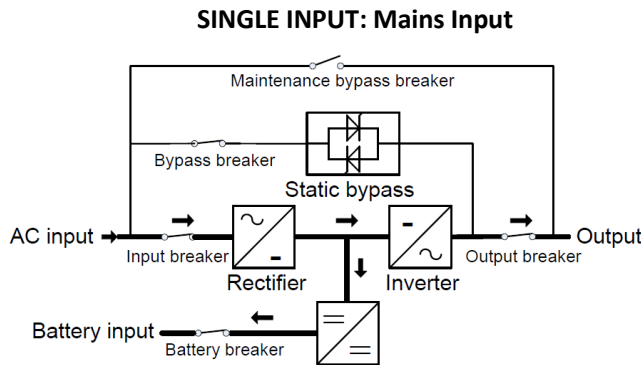 SINGLE INPUT: Mains Input
Maintenance bypass breaker
Bypass breaker
Static bypass
AC input
Input breaker
Rectifier
Inverter
Output breaker
Output
Battery input
Battery breaker